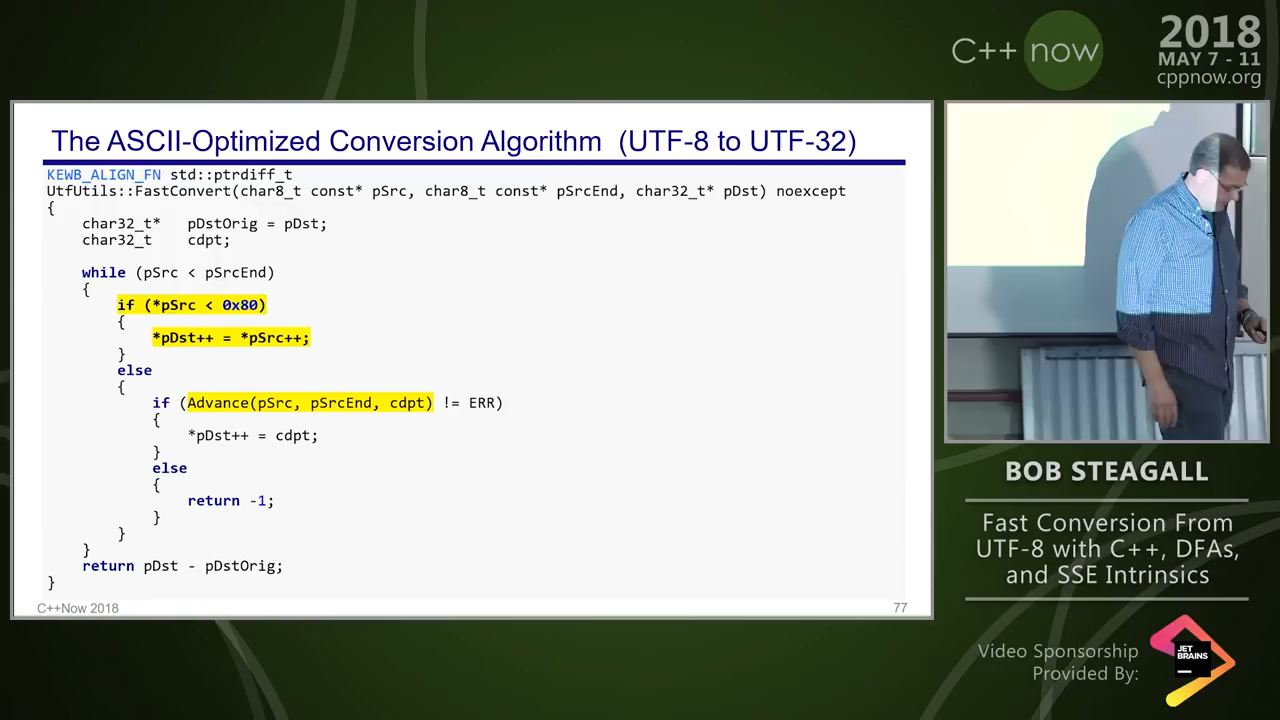 C++ now
2018
MAY 7 - 11
cppnow.org
The ASCII-Optimized Conversion Algorithm (UTF-8 to UTF-32)
KEWB_ALIGN_FN std::ptrdiff_t
UtfUtils::FastConvert(char8_t const* pSrc, char8_t const* pSrcEnd, char32_t* pDst) noexcept
{
char32_t* pDstOrig = pDst;
char32_t cdpt;
while (pSrc < pSrcEnd)
{
if (*pSrc < 0x80)
{
*pDst++ = *pSrc++;
}
else
{
if (Advance(pSrc, pSrcEnd, cdpt) != ERR)
{
*pDst++ = cdpt;
}
else
{
return -1;
}
}
}
return pDst - pDstOrig;
}
C++Now 2018
77
BOB STEAGALL
Fast Conversion From
UTF-8 with C++, DFAs,
and SSE Intrinsics
Video Sponsorship
Provided By:
JET
BRAINS